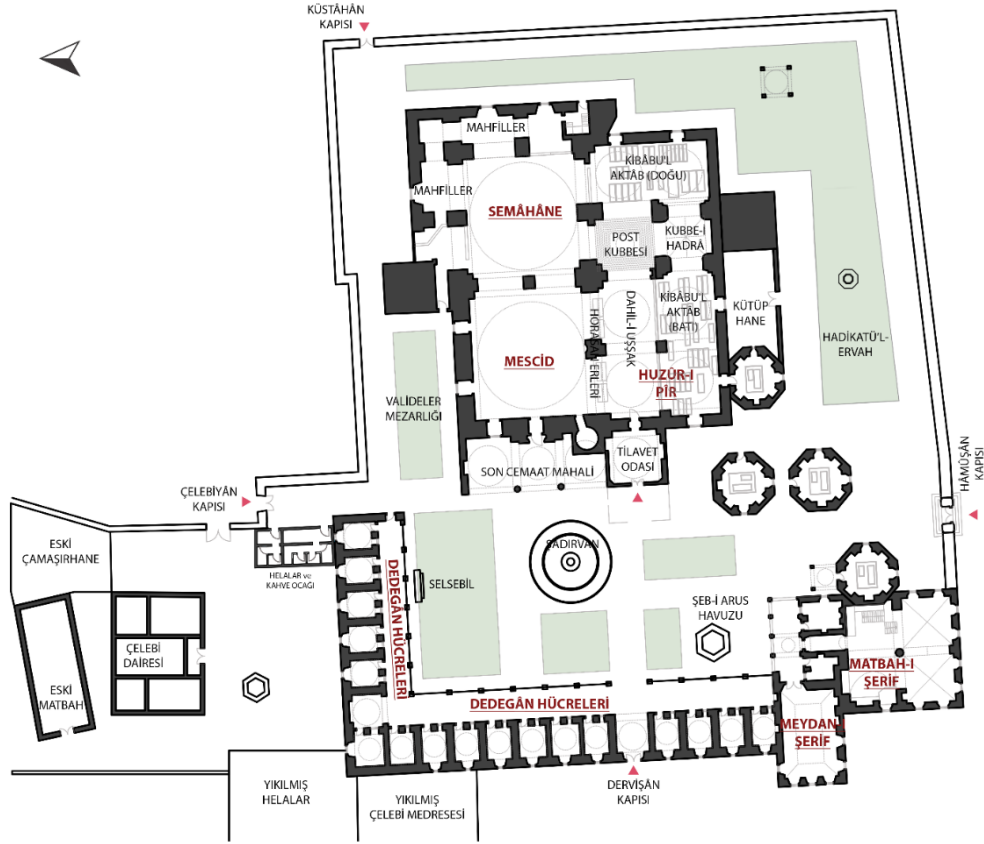 KÜSTÂHÂN
KAPISI
MAHFİLLER
MAHFİLLER
KİBÂBU'L
AKTÂB (DOĞU)
SEMÂHÂNE
POST
KUBBESİ
KUBBE-İ
HADRÂ
KİBÂBU'L
AKTÂB
(BATI)
DAHİL-İ UŞŞAK
HORASAN ERLERİ
KÜTÜP
HANE
HADİKATÜ'L-
ERVAH
MESCİD
HUZÛR-I
PİR
VALİDELER
MEZARLIĞI
SON CEMAAT MAHALİ
TİLAVET
ODASI
HÂMÛŞÂN
KAPISI
ÇELEBİYÂN
KAPISI
ESKİ
ÇAMAŞIRHANE
HELALAR ve
KAHVE OCAĞI
DEDEGÂN HÜCRELERİ
SELSEBİL
ŞADIRVAN
ŞEB-İ ARUS
HAVUZU
ÇELEBİ
DAİRESİ
ESKİ
MATBAH
MATBAH-I
ŞERİF
DEDEGÂN HÜCRELERİ
MEYDAN-I
ŞERİF
YIKILMIŞ
HELALAR
YIKILMIŞ
ÇELEBİ MEDRESESİ
DERVİŞÂN
KAPISI